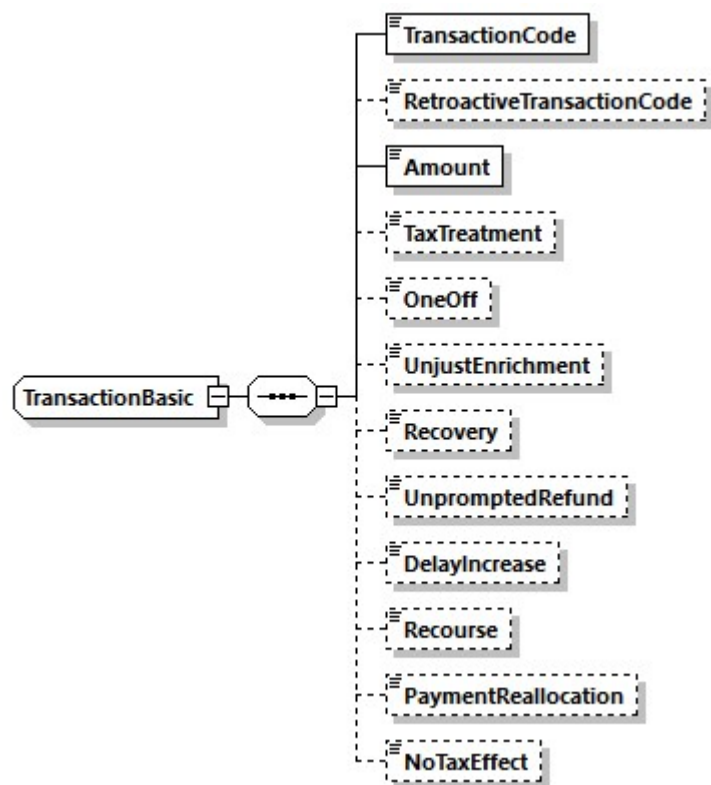 TransactionCode
RetroactiveTransactionCode
Amount
TaxTreatment
OneOff
UnjustEnrichment
TransactionBasic
Recovery
UnpromptedRefund
DelayIncrease
Recourse
PaymentReallocation
NoTaxEffect